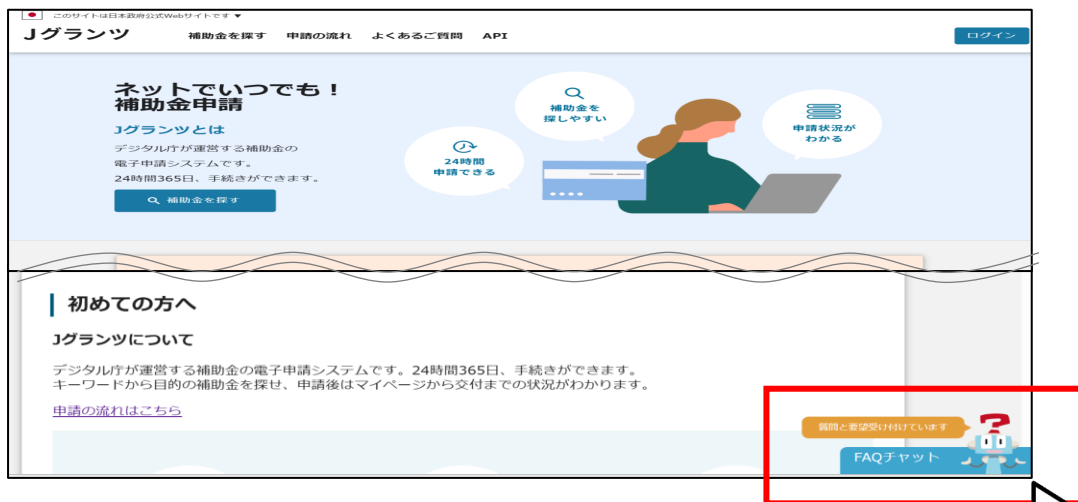 このサイトは日本政府公式Webサイトです ▼
Jグランツ
補助金を探す 申請の流れ よくあるご質問 API
ログイン
ネットでいつでも！
補助金申請
Jグランツとは
デジタル庁が運営する補助金の
電子申請システムです。
24時間365日、手続きができます。
補助金を探す
補助金を
探しやすい
24時間
申請できる
申請状況が
わかる
初めての方へ
Jグランツについて
デジタル庁が運営する補助金の電子申請システムです。24時間365日、手続きができます。
キーワードから目的の補助金を探せ、申請後はマイページから交付までの状況がわかります。
申請の流れはこちら
質問と要望受け付けています
FAQチャット